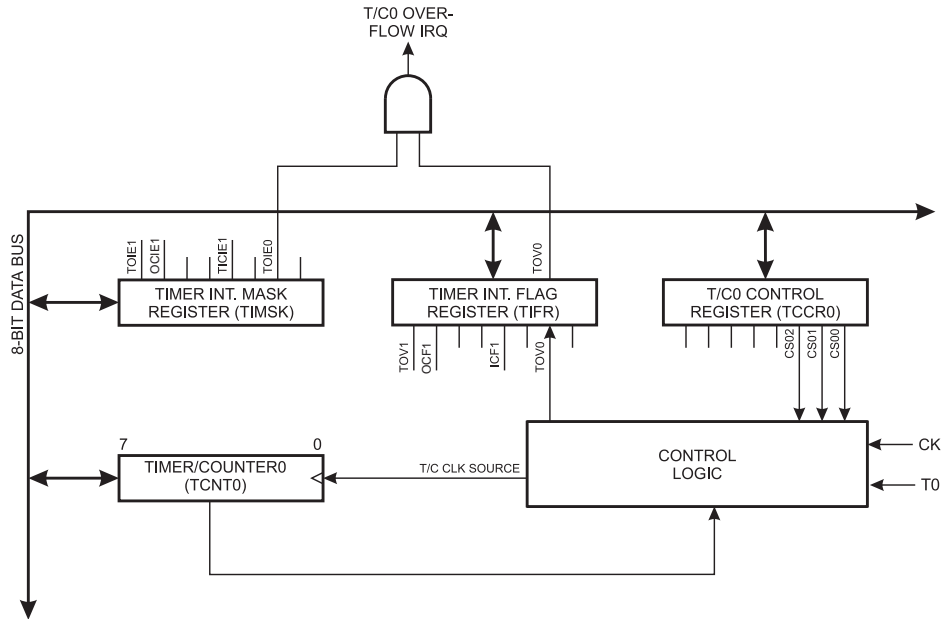 T/C0 OVER-
FLOW IRQ
8-BIT DATA BUS
TOIE1
OCIE1
TICIE1
TOIE0
TOV0
TIMER INT. MASK
REGISTER (TIMSK)
TIMER INT. FLAG
REGISTER (TIFR)
T/C0 CONTROL
REGISTER (TCCR0)
TOV1
OCF1
ICF1
TOV0
CS02
CS01
CS00
7
0
TIMER/COUNTER0
(TCNT0)
T/C CLK SOURCE
CONTROL
LOGIC
CK
T0